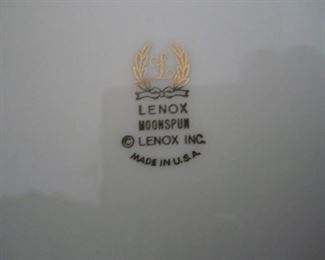 L
LENOX
MOONSPUN
© LENOX INC.
MADE IN U.S.A.